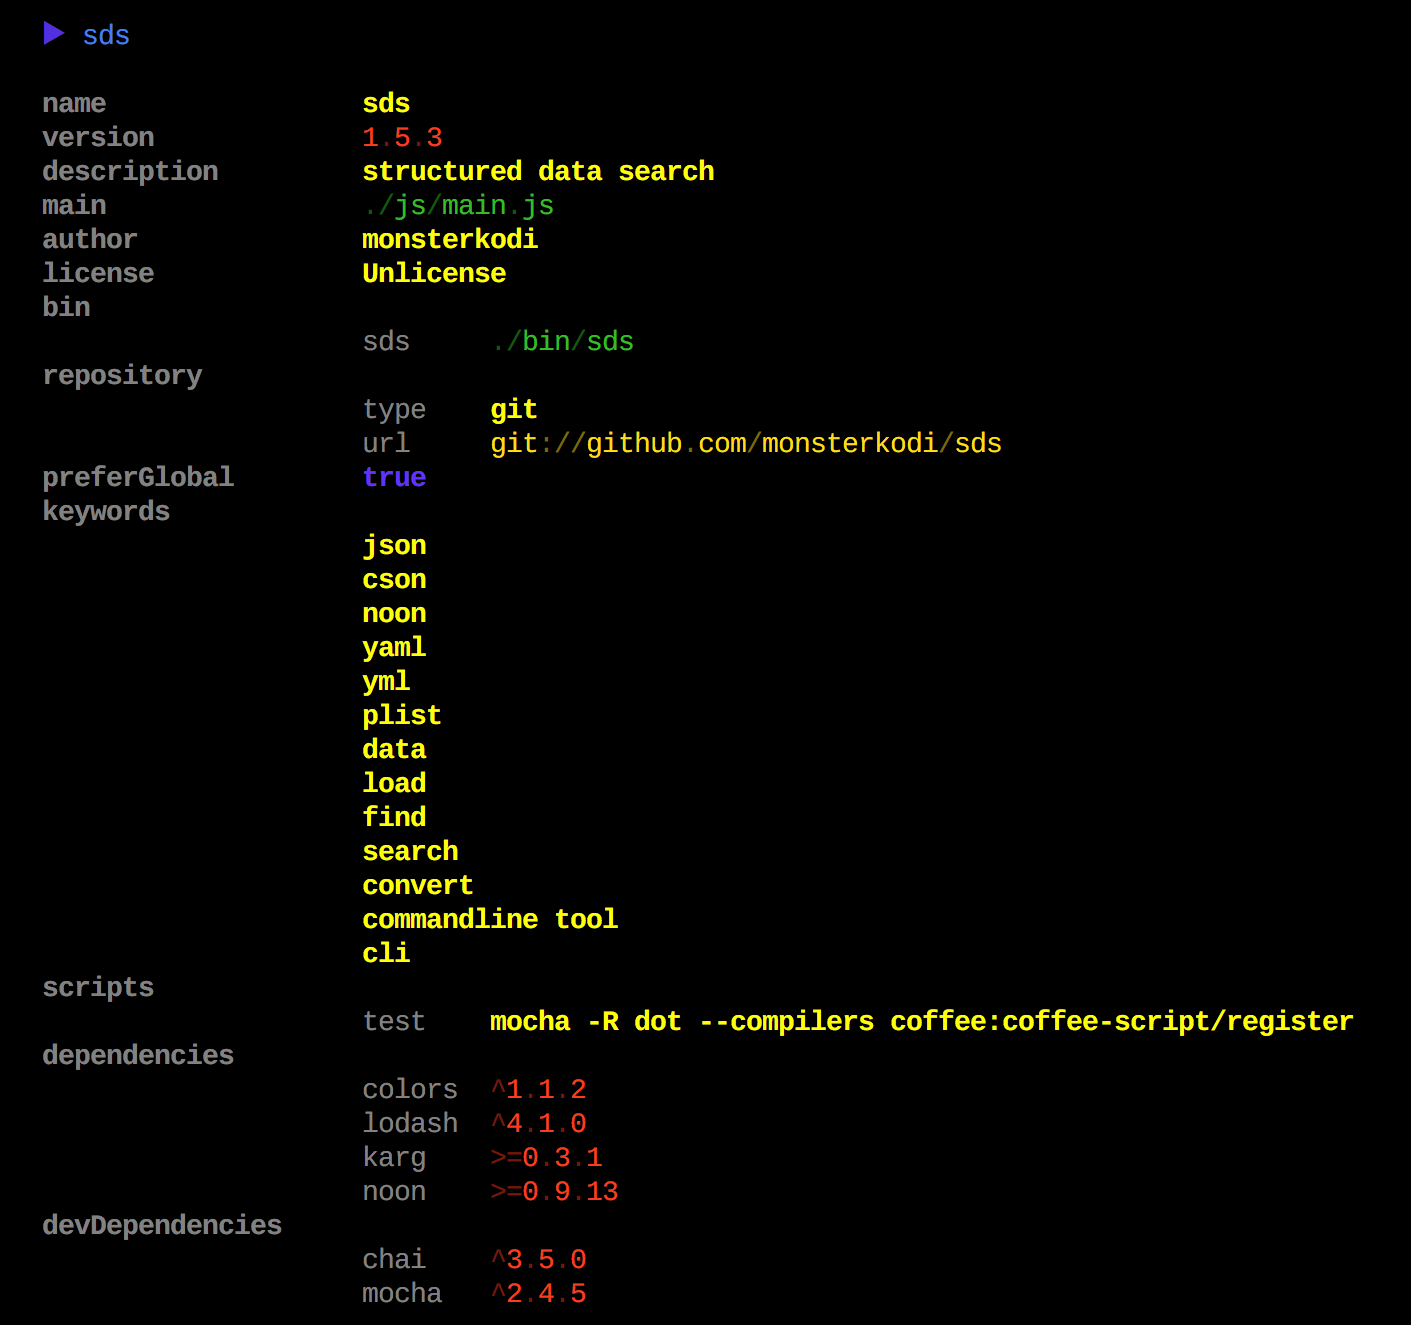 ▶ sds
name sds
version 1.5.3
description structured data search
main ./js/main.js
author monsterkodi
license Unlicense
bin
sds ./bin/sds
repository
type git
url git://github.com/monsterkodi/sds
preferGlobal true
keywords
json
cson
noon
yaml
yml
plist
data
load
find
search
convert
commandline tool
cli
scripts
test mocha -R dot --compilers coffee:coffee-script/register
dependencies
colors ^1.1.2
lodash ^4.1.0
karg >=0.3.1
noon >=0.9.13
devDependencies
chai ^3.5.0
mocha ^2.4.5